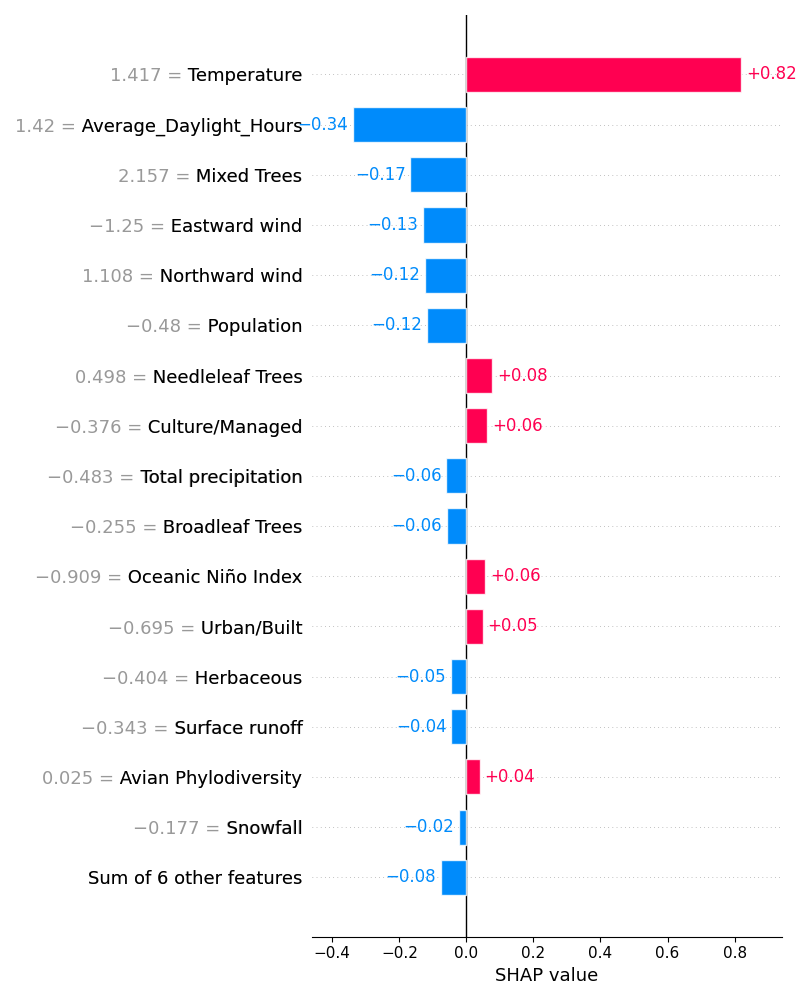 1.417 = Temperature +0.82
1.42 = Average_Daylight_Hours −0.34
2.157 = Mixed Trees −0.17
−1.25 = Eastward wind −0.13
1.108 = Northward wind −0.12
−0.48 = Population −0.12
0.498 = Needleleaf Trees +0.08
−0.376 = Culture/Managed +0.06
−0.483 = Total precipitation −0.06
−0.255 = Broadleaf Trees −0.06
−0.909 = Oceanic Niño Index +0.06
−0.695 = Urban/Built +0.05
−0.404 = Herbaceous −0.05
−0.343 = Surface runoff −0.04
0.025 = Avian Phylodiversity +0.04
−0.177 = Snowfall −0.02
Sum of 6 other features −0.08
−0.4 −0.2 0.0 0.2 0.4 0.6 0.8
SHAP value